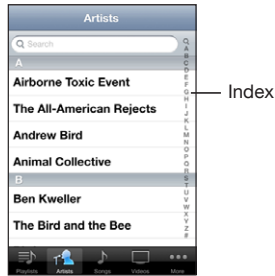 Artists
Search
A
Airborne Toxic Event
The All-American Rejects
Andrew Bird
Animal Collective
B
Ben Kweller
The Bird and the Bee
A
B
C
D
E
F
G
H
I
J
K
L
M
N
O
P
Q
R
S
T
U
V
W
X
Y
Z
#
Index
Playlists Artists Songs Videos More